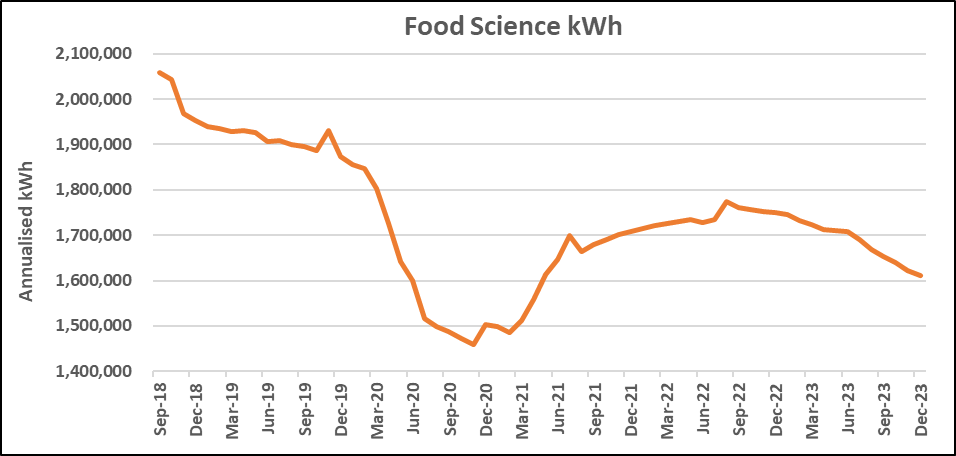 Food Science kWh
Annualised kWh
2,100,000
2,000,000
1,900,000
1,800,000
1,700,000
1,600,000
1,500,000
1,400,000
Sep-18
Dec-18
Mar-19
Jun-19
Sep-19
Dec-19
Mar-20
Jun-20
Sep-20
Dec-20
Mar-21
Jun-21
Sep-21
Dec-21
Mar-22
Jun-22
Sep-22
Dec-22
Mar-23
Jun-23
Sep-23
Dec-23